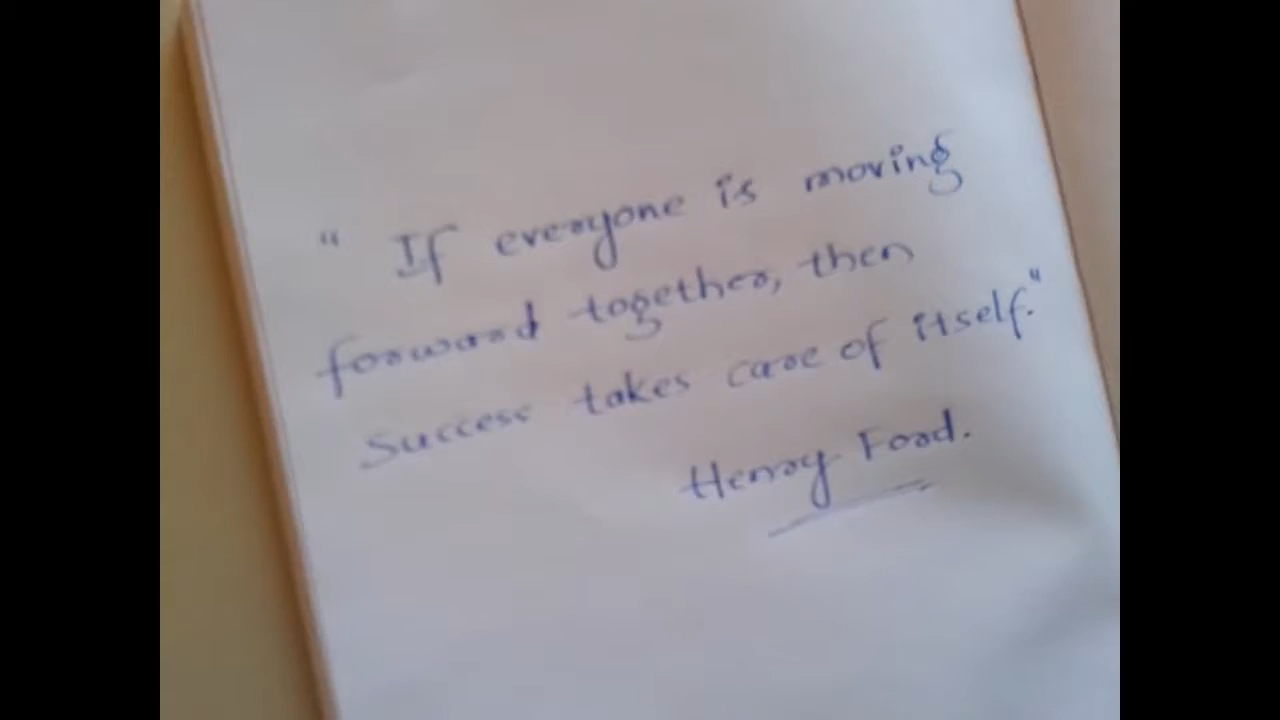 " If everyone is moving
forward together, then
Success takes care of itself."
Henry Ford.